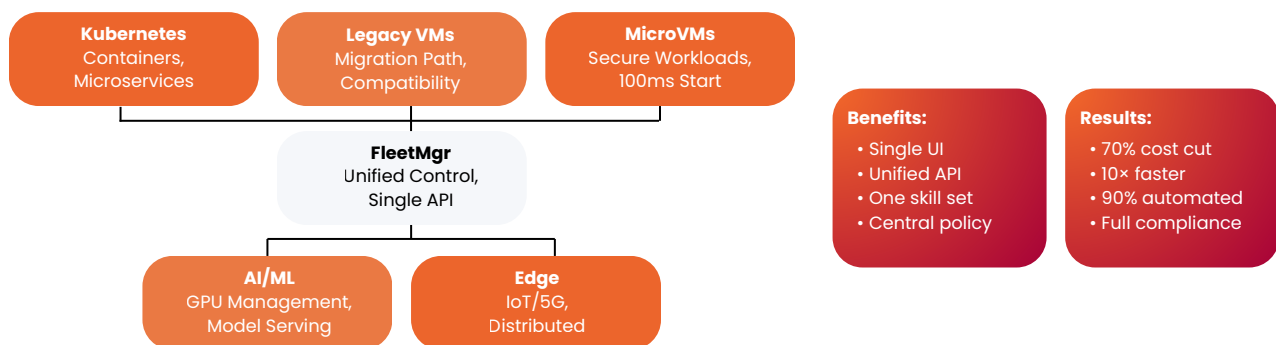 Kubernetes
Containers,
Microservices
Legacy VMs
Migration Path,
Compatibility
MicroVMs
Secure Workloads,
100ms Start
FleetMgr
Unified Control,
Single API
AI/ML
GPU Management,
Model Serving
Edge
IoT/5G,
Distributed
Benefits:
• Single UI
• Unified API
• One skill set
• Central policy
Results:
• 70% cost cut
• 10× faster
• 90% automated
• Full compliance